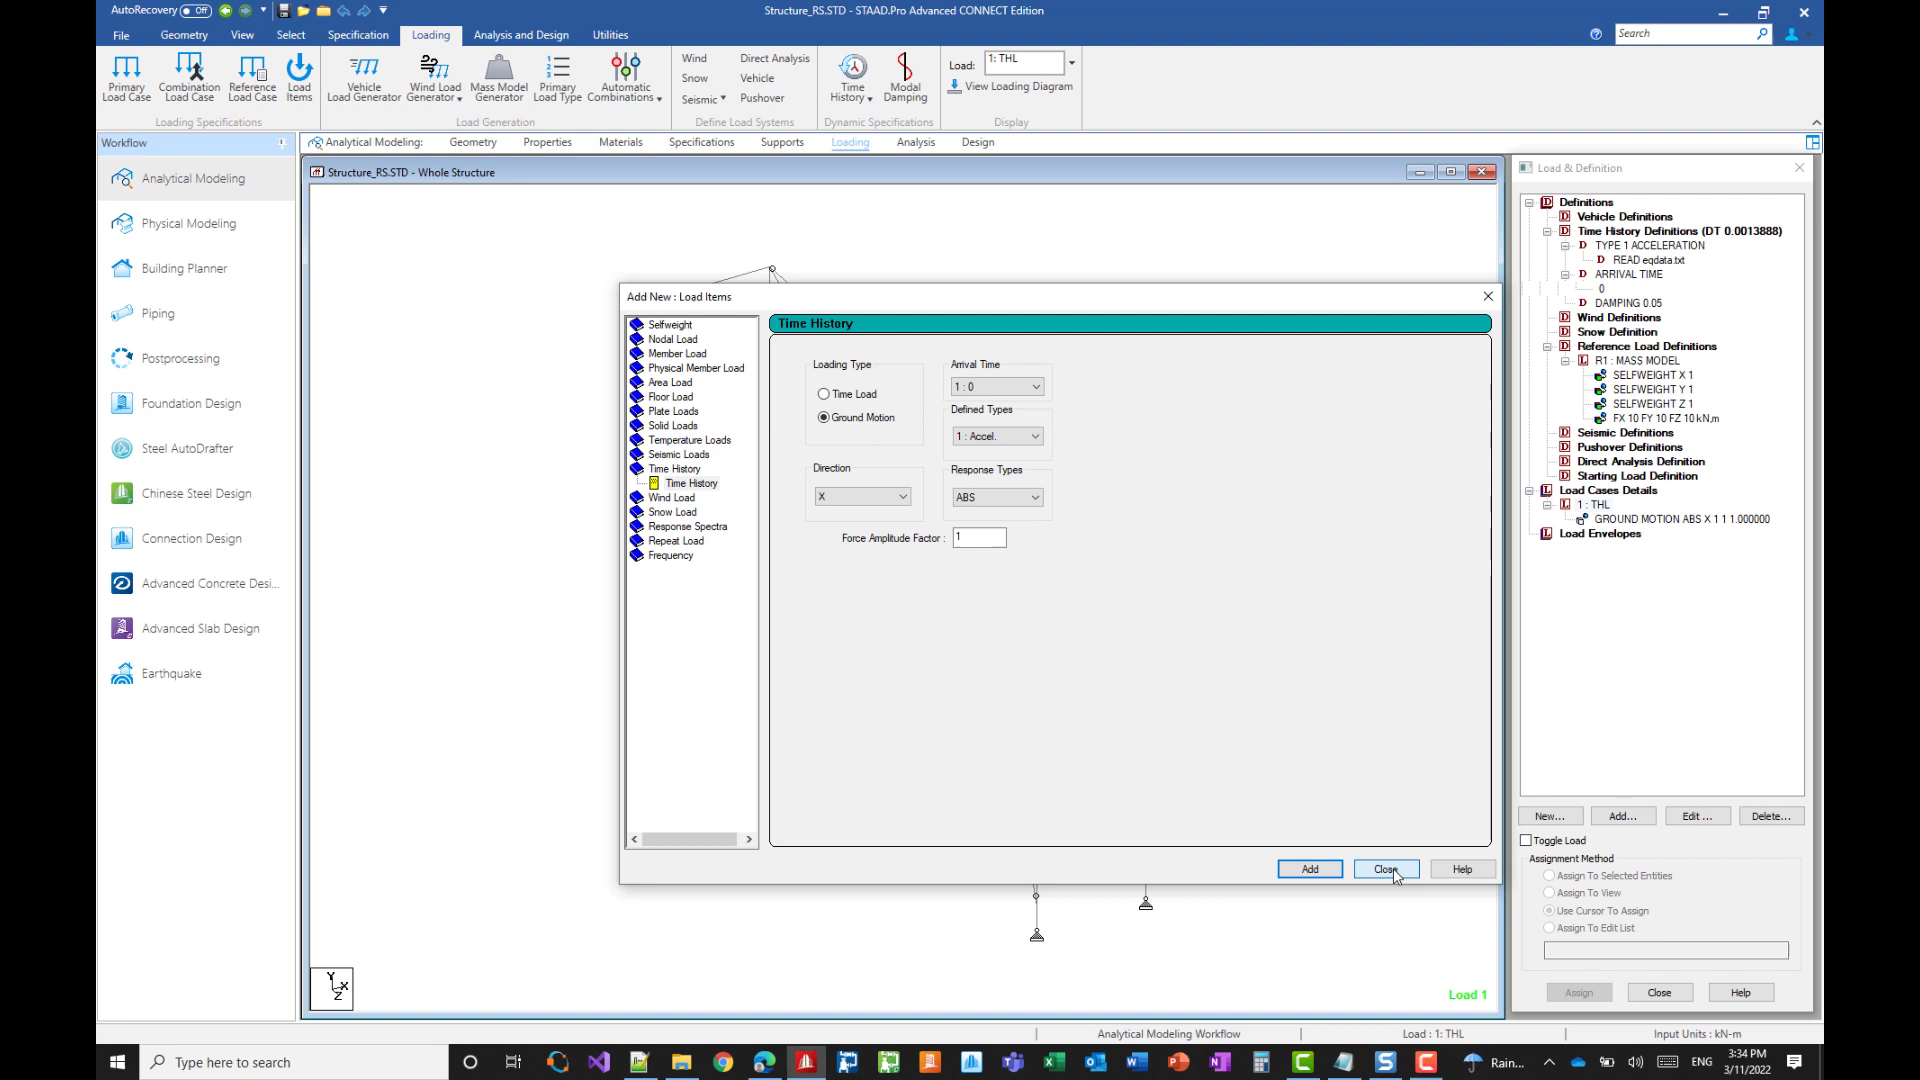 AutoRecovery Off
Structure_RS.STD - STAAD.Pro Advanced CONNECT Edition
File Geometry View Select Specification Loading Analysis and Design Utilities
Search
Primary Load Case
Combination Load Case
Reference Load Case
Load Items
Loading Specifications
Vehicle Load Generator
Wind Load Generator
Mass Model Generator
Primary Load Type
Automatic Combinations
Load Generation
Wind Direct Analysis
Snow Vehicle
Seismic Pushover
Define Load Systems
Time History
Modal Damping
Dynamic Specifications
Load: 1: THL
View Loading Diagram
Display
Workflow
Analytical Modeling
Physical Modeling
Building Planner
Piping
Postprocessing
Foundation Design
Steel AutoDrafter
Chinese Steel Design
Connection Design
Advanced Concrete Desi...
Advanced Slab Design
Earthquake
Analytical Modeling: Geometry Properties Materials Specifications Supports Loading Analysis Design
Structure_RS.STD - Whole Structure
Add New : Load Items
Selfweight
Nodal Load
Member Load
Physical Member Load
Area Load
Floor Load
Plate Loads
Solid Loads
Temperature Loads
Seismic Loads
Time History
Time History
Wind Load
Snow Load
Response Spectra
Repeat Load
Frequency
Time History
Loading Type
Time Load
Ground Motion
Arrival Time
1 : 0
Defined Types
1 : Accel.
Direction
X
Response Types
ABS
Force Amplitude Factor : 1
Add Close Help
Y
X
Z
Load 1
Load & Definition
Definitions
Vehicle Definitions
Time History Definitions (DT 0.0013888)
TYPE 1 ACCELERATION
READ eqdata.txt
ARRIVAL TIME
0
DAMPING 0.05
Wind Definitions
Snow Definition
Reference Load Definitions
R1 : MASS MODEL
SELFWEIGHT X 1
SELFWEIGHT Y 1
SELFWEIGHT Z 1
FX 10 FY 10 FZ 10 kN,m
Seismic Definitions
Pushover Definitions
Direct Analysis Definition
Starting Load Definition
Load Cases Details
1 : THL
GROUND MOTION ABS X 1 1 1.000000
Load Envelopes
New... Add... Edit ... Delete...
Toggle Load
Assignment Method
Assign To Selected Entities
Assign To View
Use Cursor To Assign
Assign To Edit List
Assign Close Help
Analytical Modeling Workflow Load : 1: THL Input Units : kN-m
Type here to search
Rain...
ENG
3:34 PM
3/11/2022